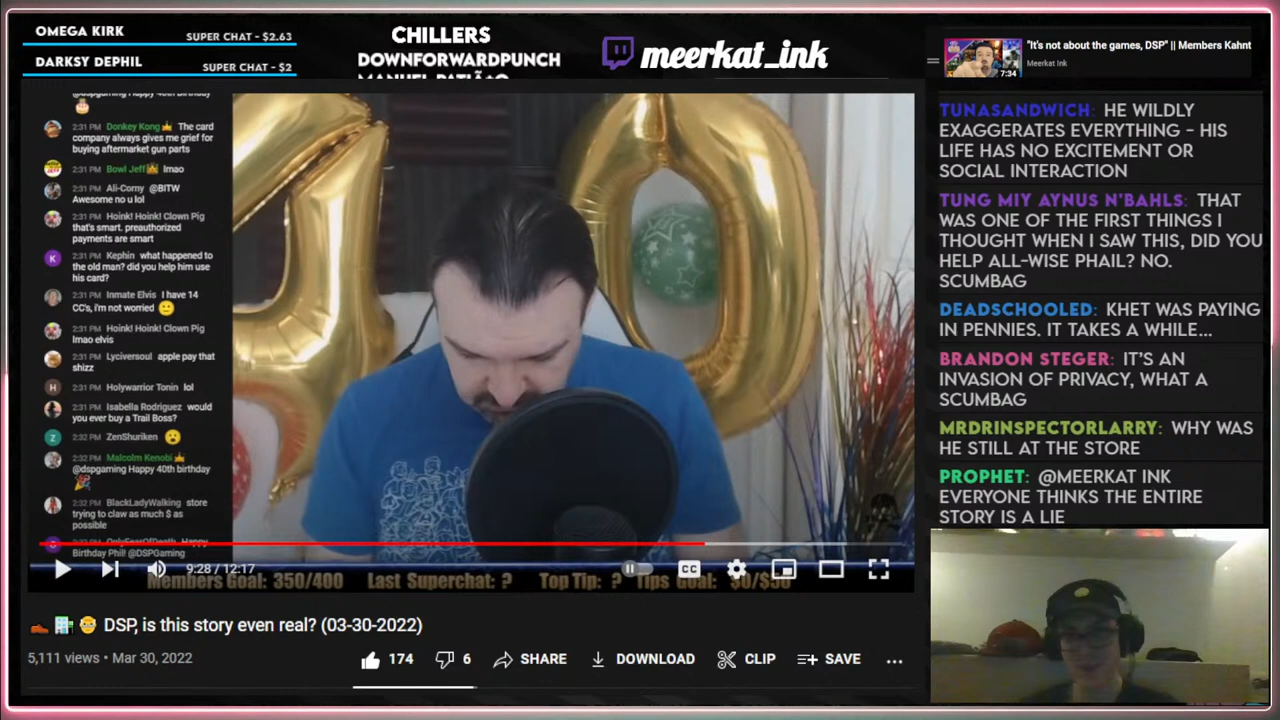 OMEGA KIRK
SUPER CHAT - $2.63
DARKSY DEPHIL
SUPER CHAT - $2
CHILLERS
DOWNFORWARDPUNCH
meerkat_ink
"It's not about the games, DSP" || Members Kahnt
Meerkat Ink
7:34
@dspgaming Happy 40th Birthday
2:31 PM Donkey Kong The card
company always gives me grief for
buying aftermarket gun parts
2:31 PM Bowl Jeff lmao
2:31 PM Ali-Corny @BITW
Awesome no u lol
2:31 PM Hoink! Hoink! Clown Pig
that's smart. preauthorized
payments are smart
K
2:31 PM Kephin what happened to
the old man? did you help him use
his card?
2:31 PM Inmate Elvis I have 14
CC's, i'm not worried
2:31 PM Hoink! Hoink! Clown Pig
lmao elvis
2:31 PM Lyciversoul apple pay that
shizz
H
2:31 PM Holywarrior Tonin lol
2:31 PM Isabella Rodriguez would
you ever buy a Trail Boss?
Z
2:32 PM ZenShuriken
2:32 PM Malcolm Kenobi
@dspgaming Happy 40th birthday
2:32 PM BlackLadyWalking store
trying to claw as much $ as
possible
2:32 PM OnlyFearOfDeath Happy
Birthday Phil! @DSPGaming
40
9:28 / 12:17
CC
Members Goal: 350/400 Last Superchat: ? Top Tip: ? Tips Goal: $0/$50
DSP, is this story even real? (03-30-2022)
5,111 views • Mar 30, 2022
174
6
SHARE
DOWNLOAD
CLIP
SAVE
TUNASANDWICH: HE WILDLY
EXAGGERATES EVERYTHING - HIS
LIFE HAS NO EXCITEMENT OR
SOCIAL INTERACTION
TUNG MIY AYNUS N'BAHLS: THAT
WAS ONE OF THE FIRST THINGS I
THOUGHT WHEN I SAW THIS, DID YOU
HELP ALL-WISE PHAIL? NO.
SCUMBAG
DEADSCHOOLED: KHET WAS PAYING
IN PENNIES. IT TAKES A WHILE...
BRANDON STEGER: IT'S AN
INVASION OF PRIVACY, WHAT A
SCUMBAG
MRDRINSPECTORLARRY: WHY WAS
HE STILL AT THE STORE
PROPHET: @MEERKAT INK
EVERYONE THINKS THE ENTIRE
STORY IS A LIE